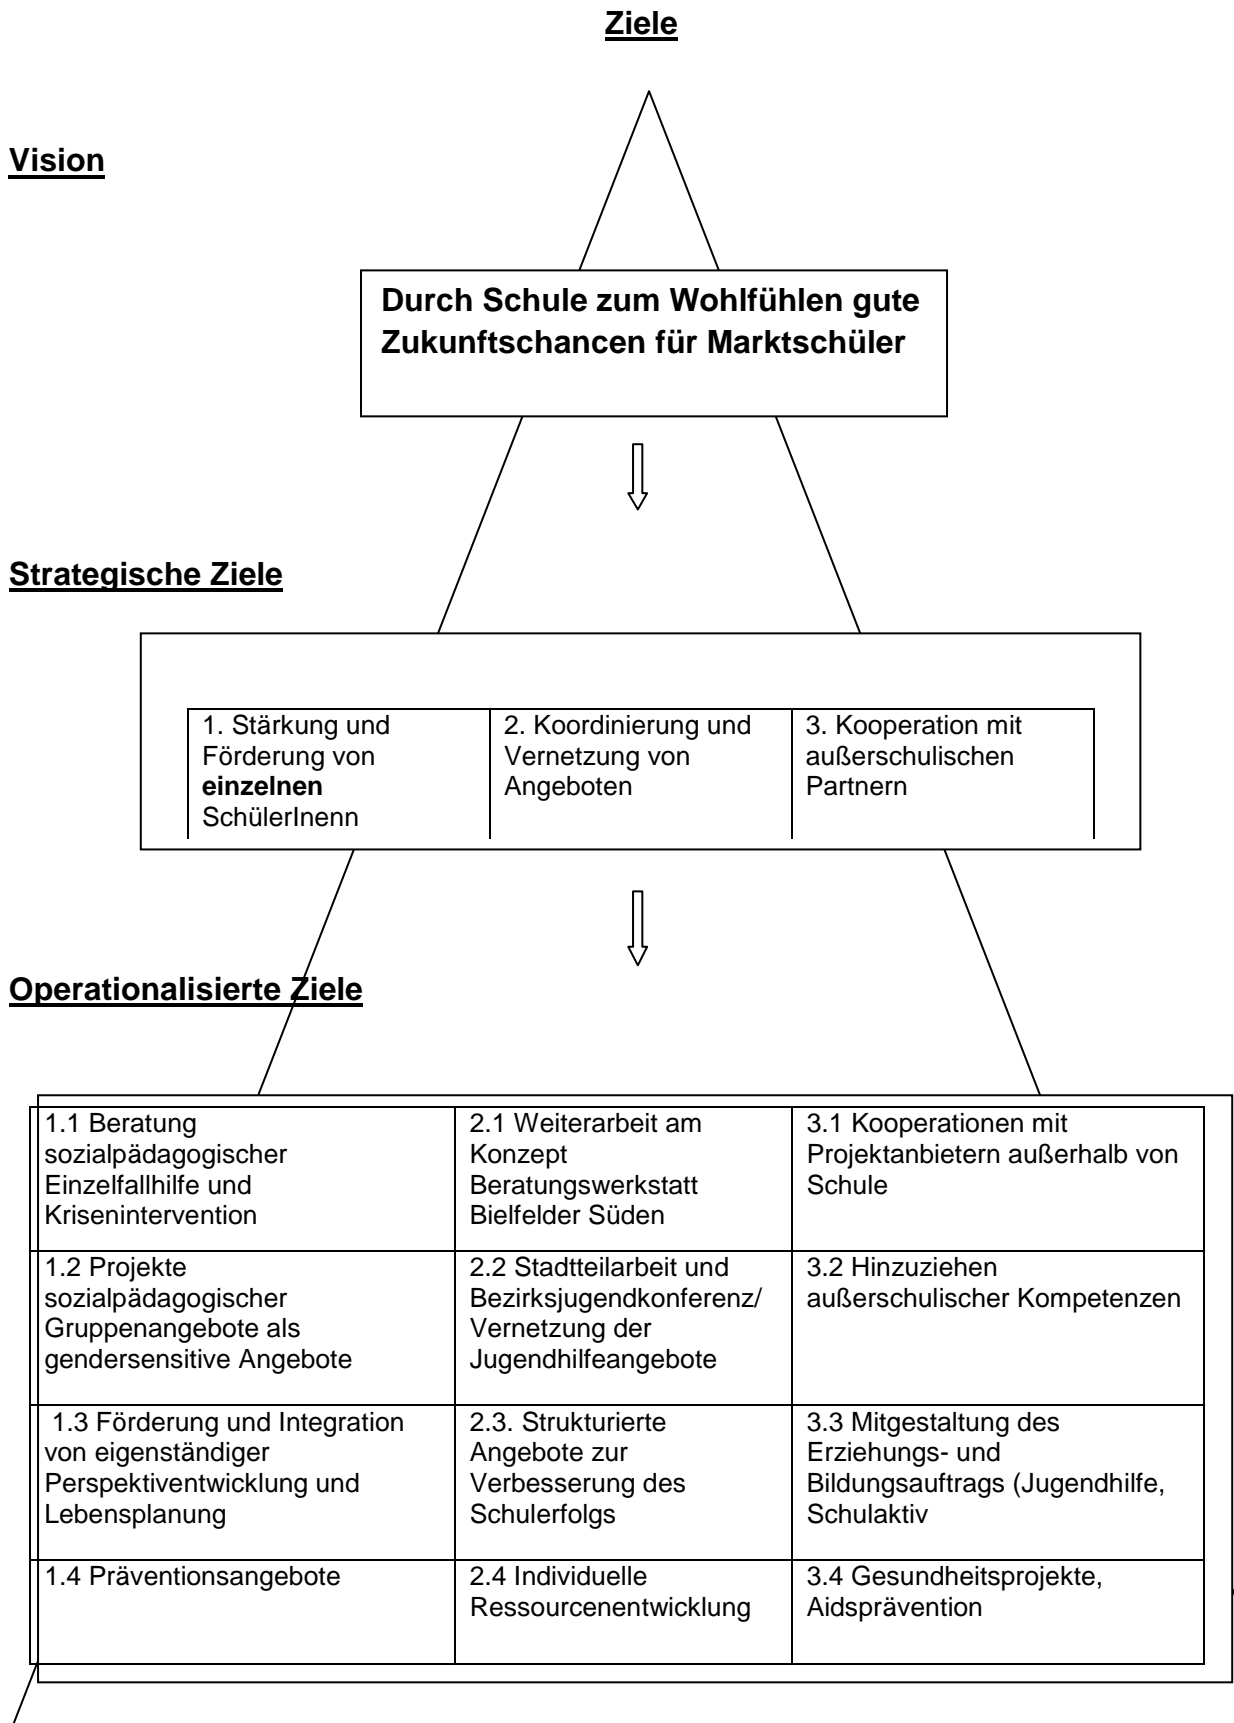 Ziele
Vision
Durch Schule zum Wohlfühlen gute
Zukunftschancen für Marktschüler
Strategische Ziele
1. Stärkung und
Förderung von
einzelnen
SchülerInenn
2. Koordinierung und
Vernetzung von
Angeboten
3. Kooperation mit
außerschulischen
Partnern
Operationalisierte Ziele
1.1 Beratung
sozialpädagogischer
Einzelfallhilfe und
Krisenintervention
2.1 Weiterarbeit am
Konzept
Beratungswerkstatt
Bielfelder Süden
3.1 Kooperationen mit
Projektanbietern außerhalb von
Schule
1.2 Projekte
sozialpädagogischer
Gruppenangebote als
gendersensitive Angebote
2.2 Stadtteilarbeit und
Bezirksjugendkonferenz/
Vernetzung der
Jugendhilfeangebote
3.2 Hinzuziehen
außerschulischer Kompetenzen
1.3 Förderung und Integration
von eigenständiger
Perspektiventwicklung und
Lebensplanung
2.3. Strukturierte
Angebote zur
Verbesserung des
Schulerfolgs
3.3 Mitgestaltung des
Erziehungs- und
Bildungsauftrags (Jugendhilfe,
Schulaktiv
1.4 Präventionsangebote
2.4 Individuelle
Ressourcenentwicklung
3.4 Gesundheitsprojekte,
Aidsprävention